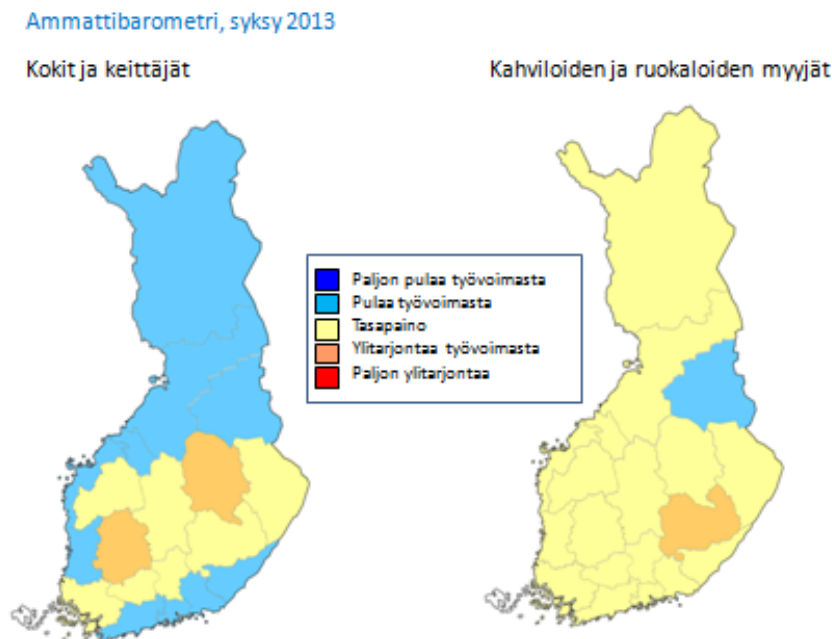 Ammattibarometri, syksy 2013
Kokit ja keittäjät
Kahviloiden ja ruokaloiden myyjät
Paljon pulaa työvoimasta
Pulaa työvoimasta
Tasapaino
Ylitarjontaa työvoimasta
Paljon ylitarjontaa